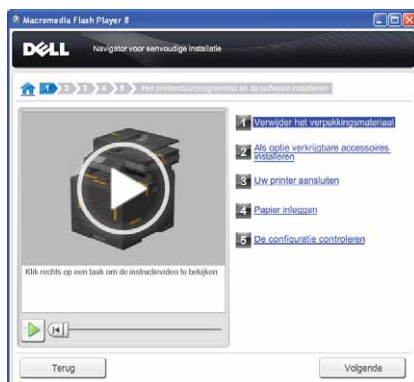 Macromedia Flash Player 8
DELL
Navigator voor eenvoudige installatie
1 2 3 4 5 Het printerstuurprogramma en de software installeren
1 Verwijder het verpakkingsmateriaal
2 Als optie verkrijgbare accessoires
installeren
3 Uw printer aansluiten
4 Papier inleggen
5 De configuratie controleren
Klik rechts op een taak om de instructievideo te bekijken.
Terug
Volgende